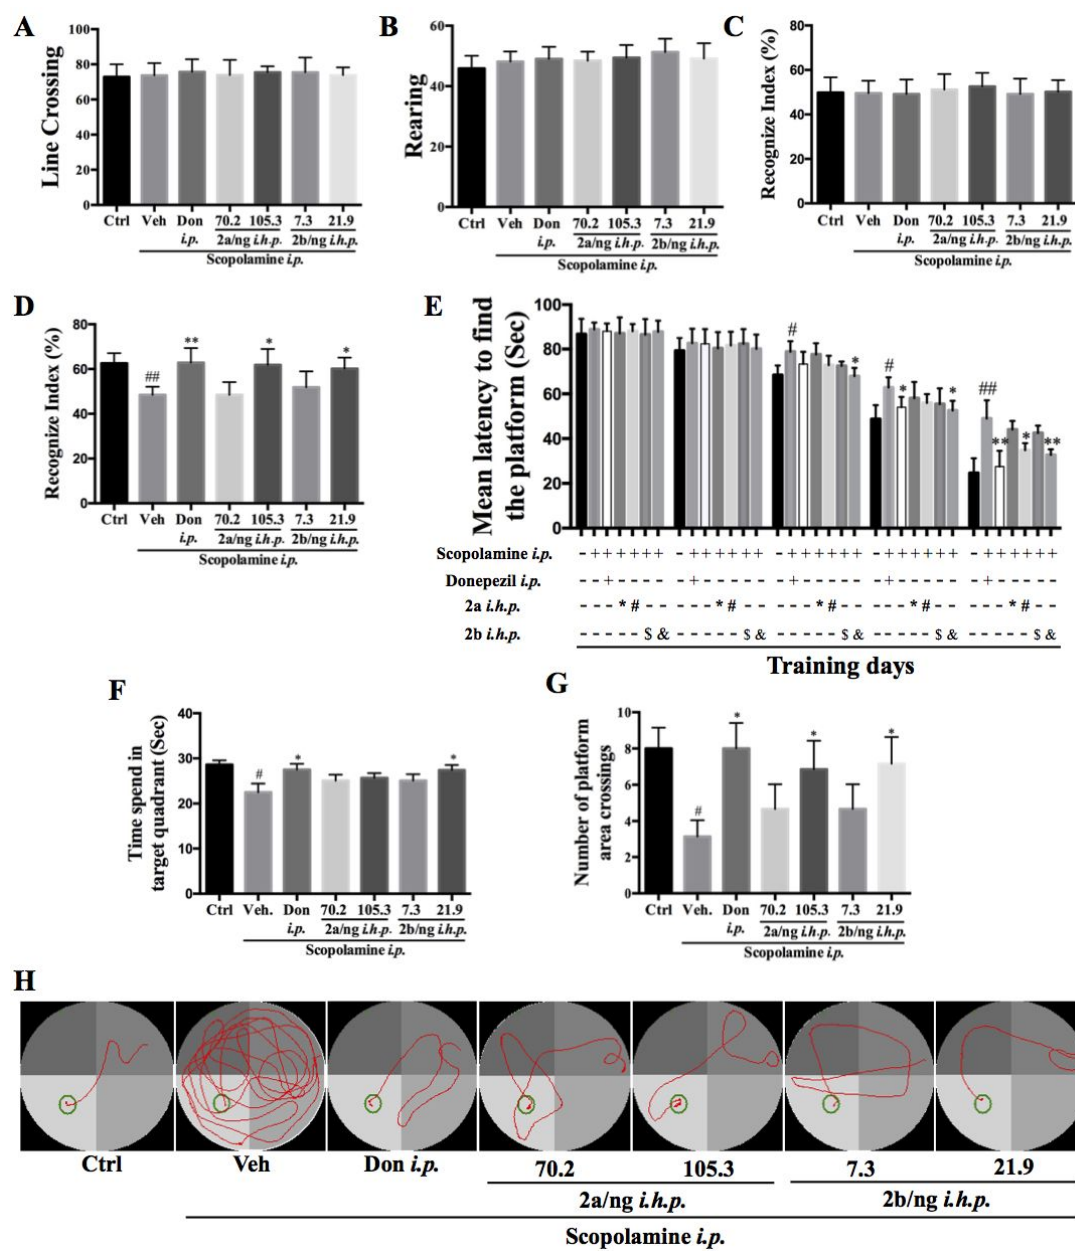 A
Line Crossing
100
80
60
40
20
0
Ctrl Veh Don 70.2 105.3 7.3 21.9
i.p. 2a/ng i.h.p. 2b/ng i.h.p.
Scopolamine i.p.
B
Rearing
60
40
20
0
Ctrl Veh Don 70.2 105.3 7.3 21.9
i.p. 2a/ng i.h.p. 2b/ng i.h.p.
Scopolamine i.p.
C
Recognize Index (%)
80
60
40
20
0
Ctrl Veh Don 70.2 105.3 7.3 21.9
i.p. 2a/ng i.h.p. 2b/ng i.h.p.
Scopolamine i.p.
D
Recognize Index (%)
80
60
40
20
0
## ** * *
Ctrl Veh Don 70.2 105.3 7.3 21.9
i.p. 2a/ng i.h.p. 2b/ng i.h.p.
Scopolamine i.p.
E
Mean latency to find
the platform (Sec)
100
80
60
40
20
0
# * # * * ## ** * **
Scopolamine i.p. - + + + + + + - + + + + + + - + + + + + + - + + + + + + - + + + + + +
Donepezil i.p. - - + - - - - - + - - - - - + - - - - - + - - - - - + - - - -
2a i.h.p. - - - * # - - - - - * # - - - - - * # - - - - - * # - - - - - * # - -
2b i.h.p. - - - - - $ & - - - - - $ & - - - - - $ & - - - - - $ & - - - - - $ &
Training days
F
Time spend in
target quadrant (Sec)
40
30
20
10
0
# * *
Ctrl Veh. Don 70.2 105.3 7.3 21.9
i.p. 2a/ng i.h.p. 2b/ng i.h.p.
Scopolamine i.p.
G
Number of platform
area crossings
10
8
6
4
2
0
# * * *
Ctrl Veh. Don 70.2 105.3 7.3 21.9
i.p. 2a/ng i.h.p. 2b/ng i.h.p.
Scopolamine i.p.
H
Ctrl Veh Don i.p. 70.2 105.3 7.3 21.9
2a/ng i.h.p. 2b/ng i.h.p.
Scopolamine i.p.